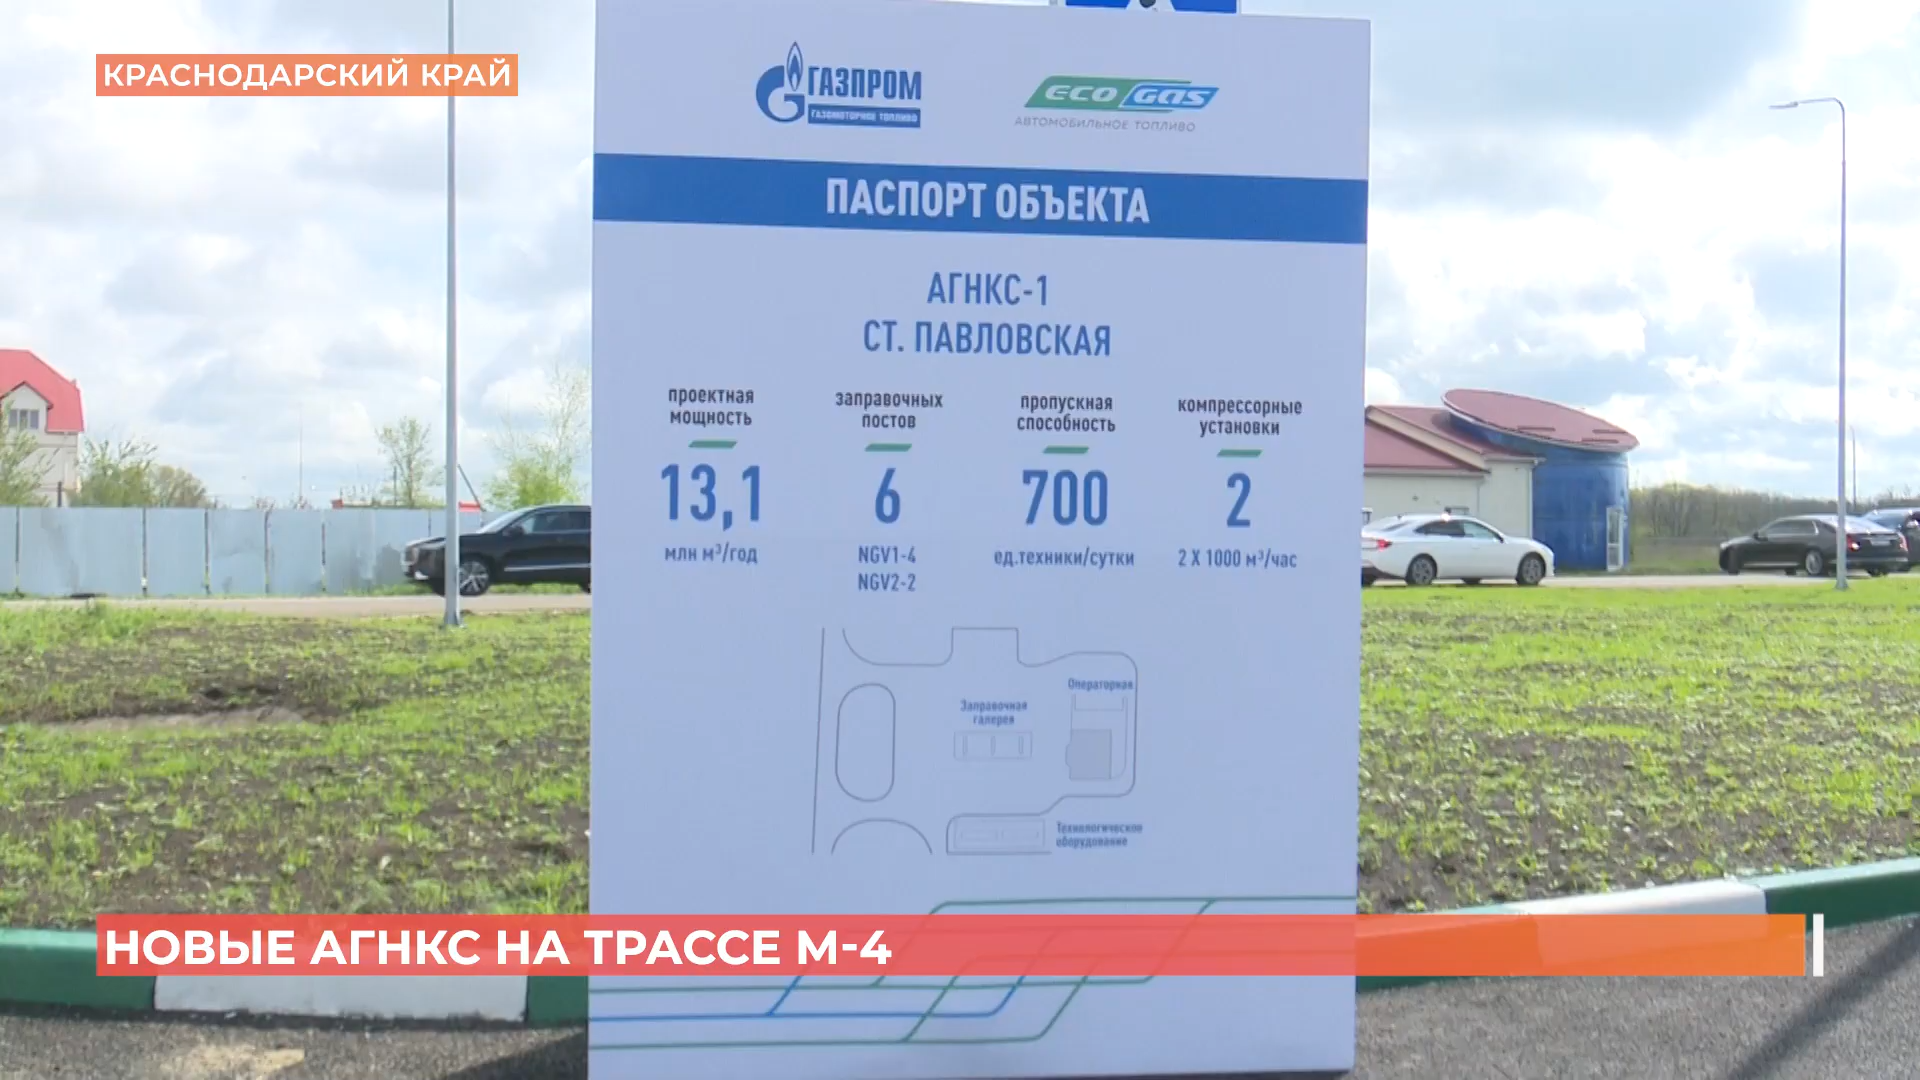 КРАСНОДАРСКИЙ КРАЙ
ГАЗПРОМ
ГАЗОМОТОРНОЕ ТОПЛИВО
ECO GAS
АВТОМОБИЛЬНОЕ ТОПЛИВО
ПАСПОРТ ОБЪЕКТА
АГНКС-1
СТ. ПАВЛОВСКАЯ
проектная
мощность
13,1
млн м³/год
заправочных
постов
6
NGV1-4
NGV2-2
пропускная
способность
700
ед.техники/сутки
компрессорные
установки
2
2 X 1000 м³/час
Операторная
Заправочная
галерея
Технологическое
оборудование
НОВЫЕ АГНКС НА ТРАССЕ М-4